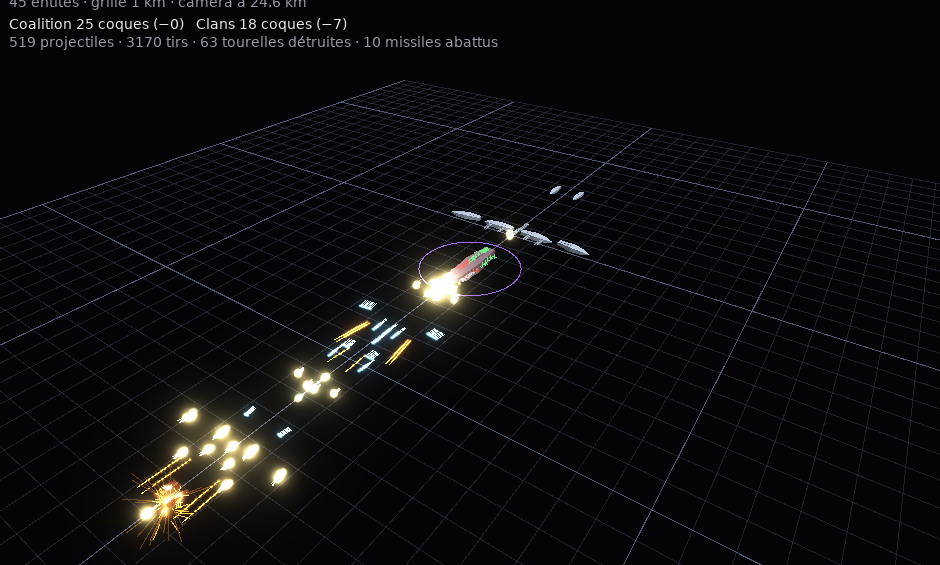 45 entités · grille 1 km · caméra à 24.6 km
Coalition 25 coques (−0) Clans 18 coques (−7)
519 projectiles · 3170 tirs · 63 tourelles détruites · 10 missiles abattus